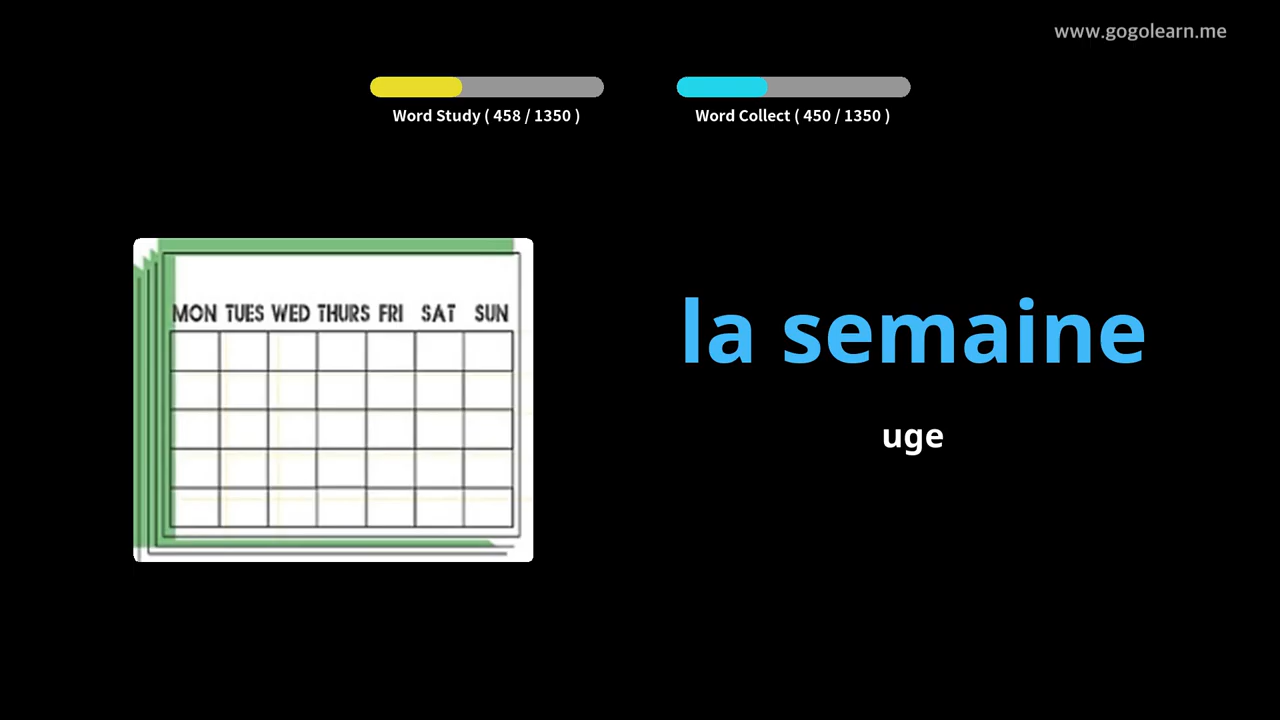 www.gogolearn.me
Word Study ( 458 / 1350 )
Word Collect ( 450 / 1350 )
MON TUES WED THURS FRI SAT SUN
la semaine
uge